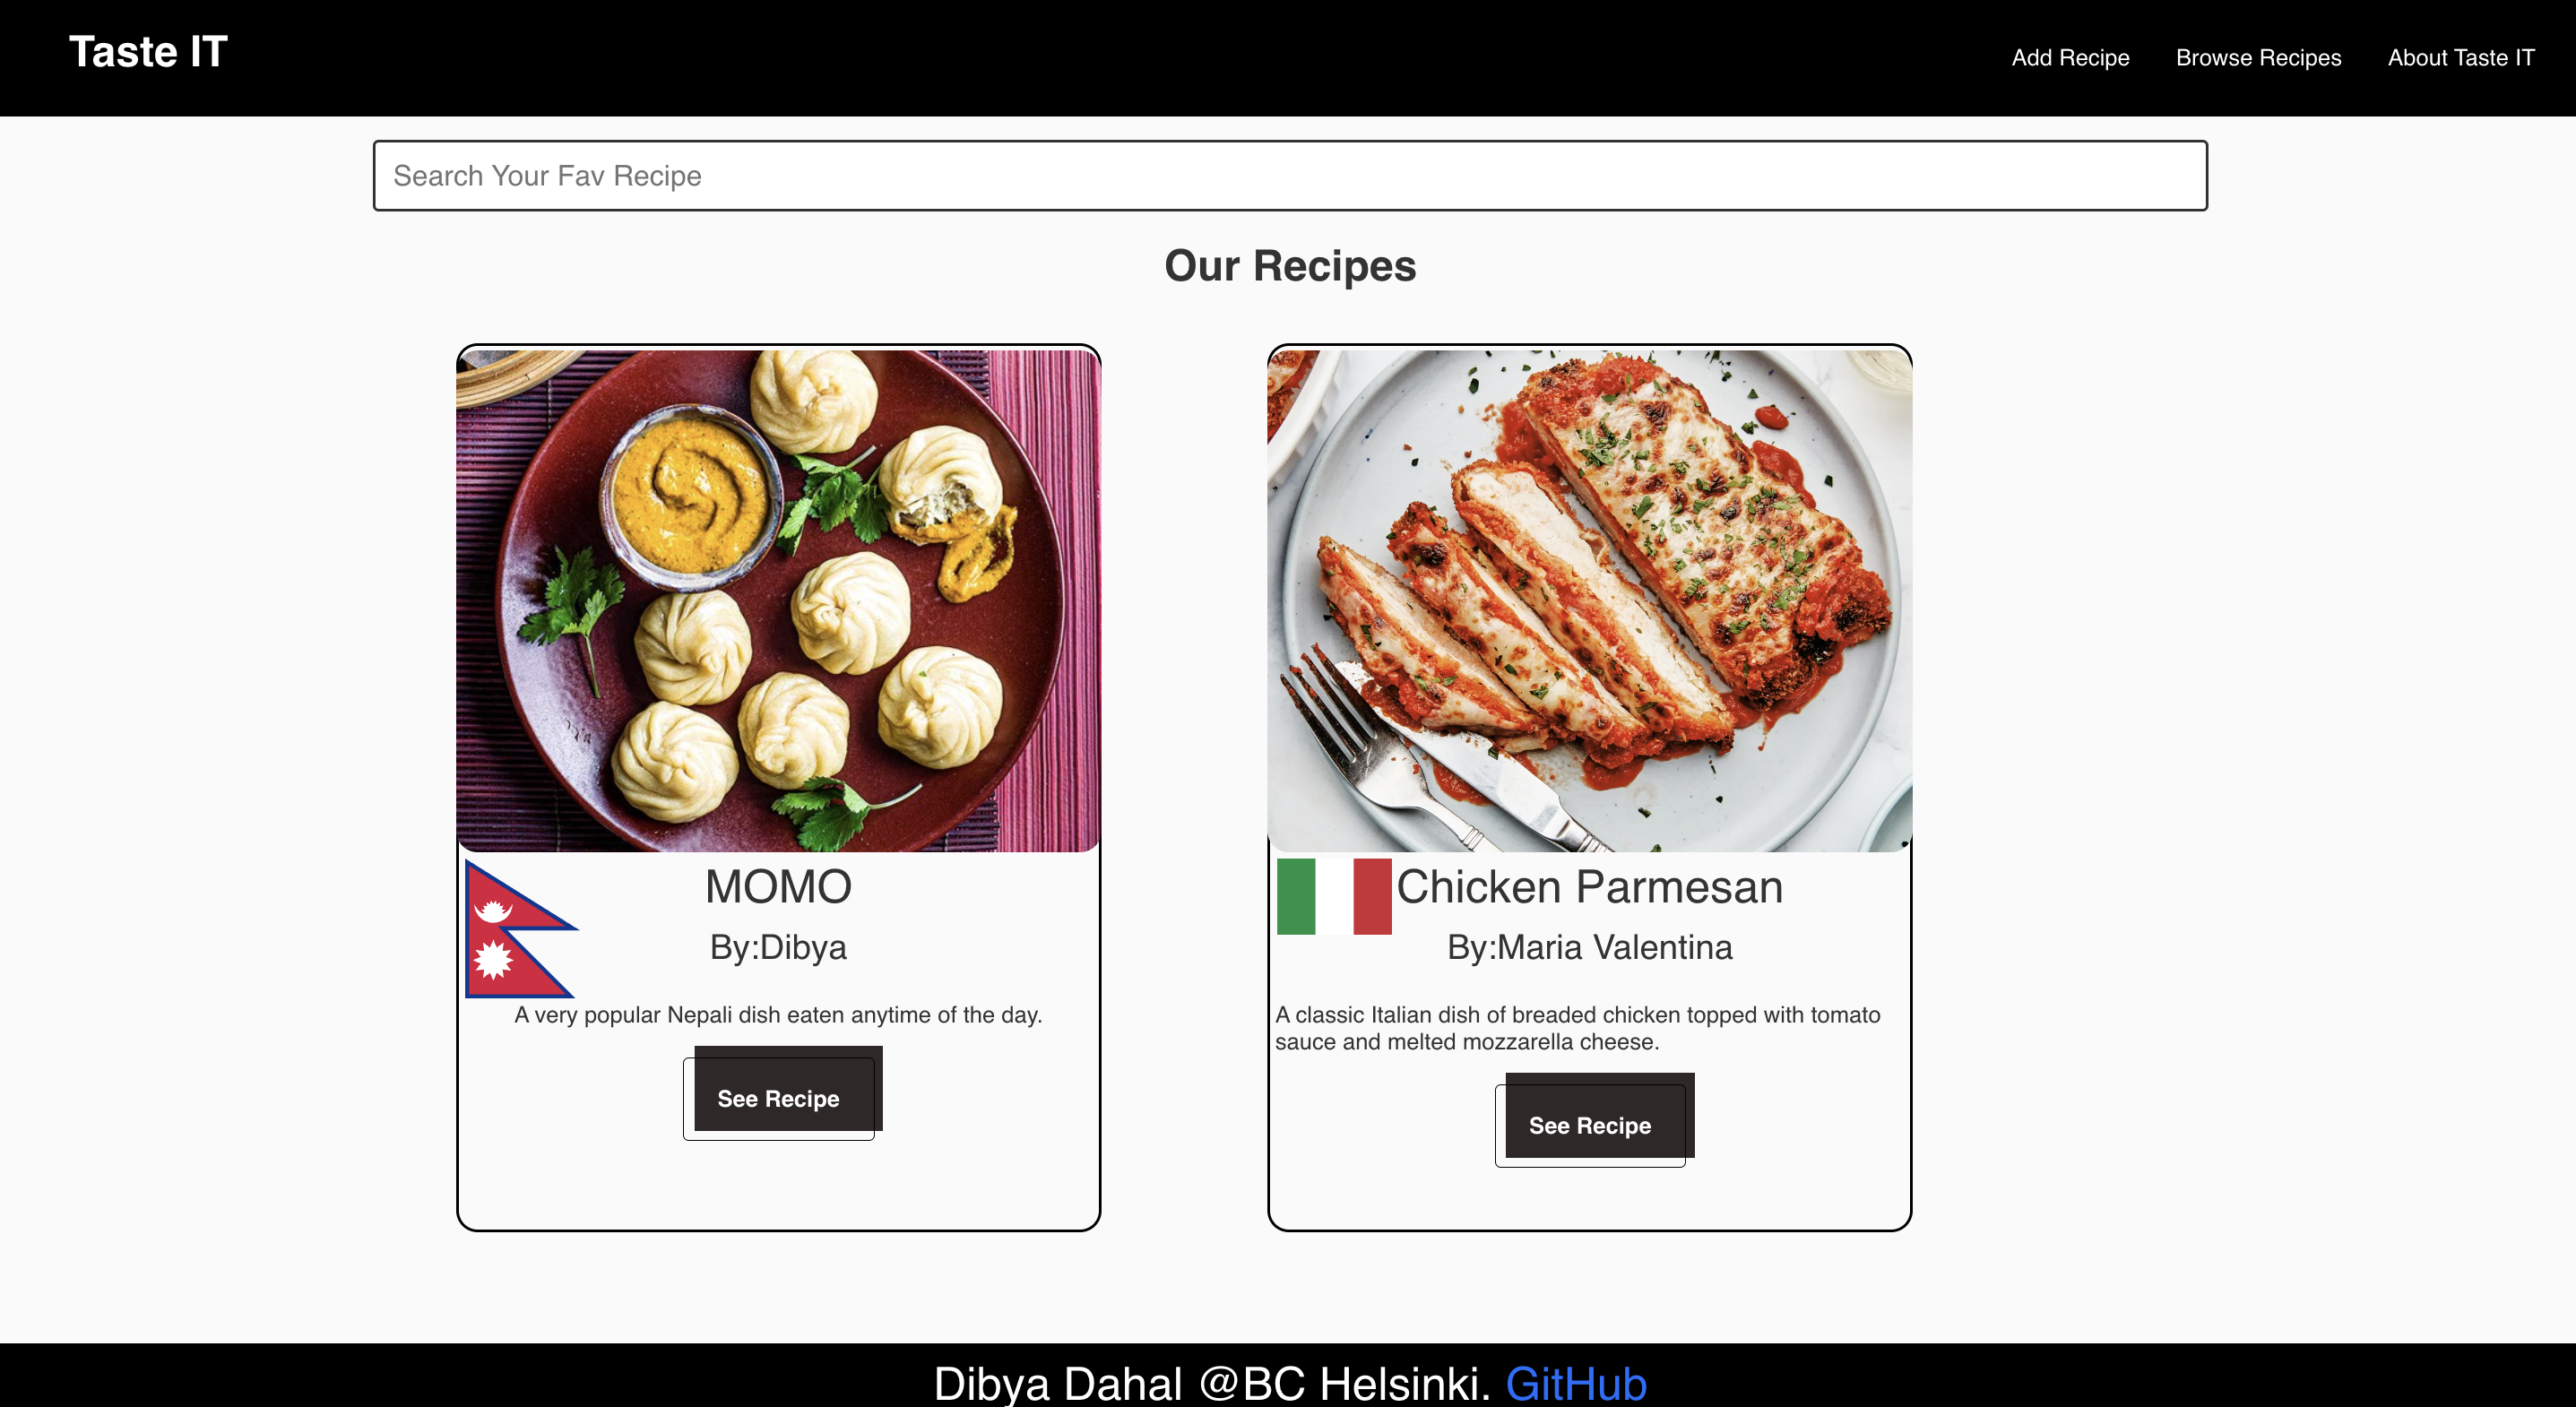 Taste IT
Add Recipe
Browse Recipes
About Taste IT
Search Your Fav Recipe
Our Recipes
MOMO
By:Dibya
A very popular Nepali dish eaten anytime of the day.
See Recipe
Chicken Parmesan
By:Maria Valentina
A classic Italian dish of breaded chicken topped with tomato
sauce and melted mozzarella cheese.
See Recipe
Dibya Dahal @BC Helsinki. GitHub